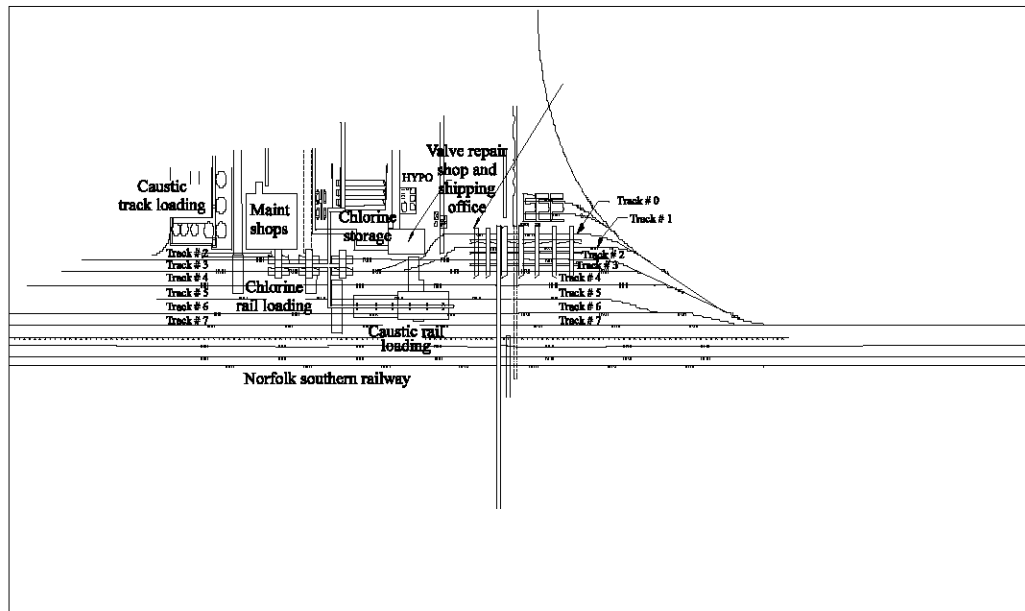 Valve repair
shop and
shipping
office
HYPO
Caustic
track loading
Maint
shops
Chlorine
storage
Track # 0
Track # 1
Track # 2
Track # 3
Track # 4
Track # 5
Track # 6
Track # 7
Chlorine
rail loading
Track # 2
Track # 3
Track # 4
Track # 5
Track # 6
Track # 7
Caustic rail
loading
Norfolk southern railway